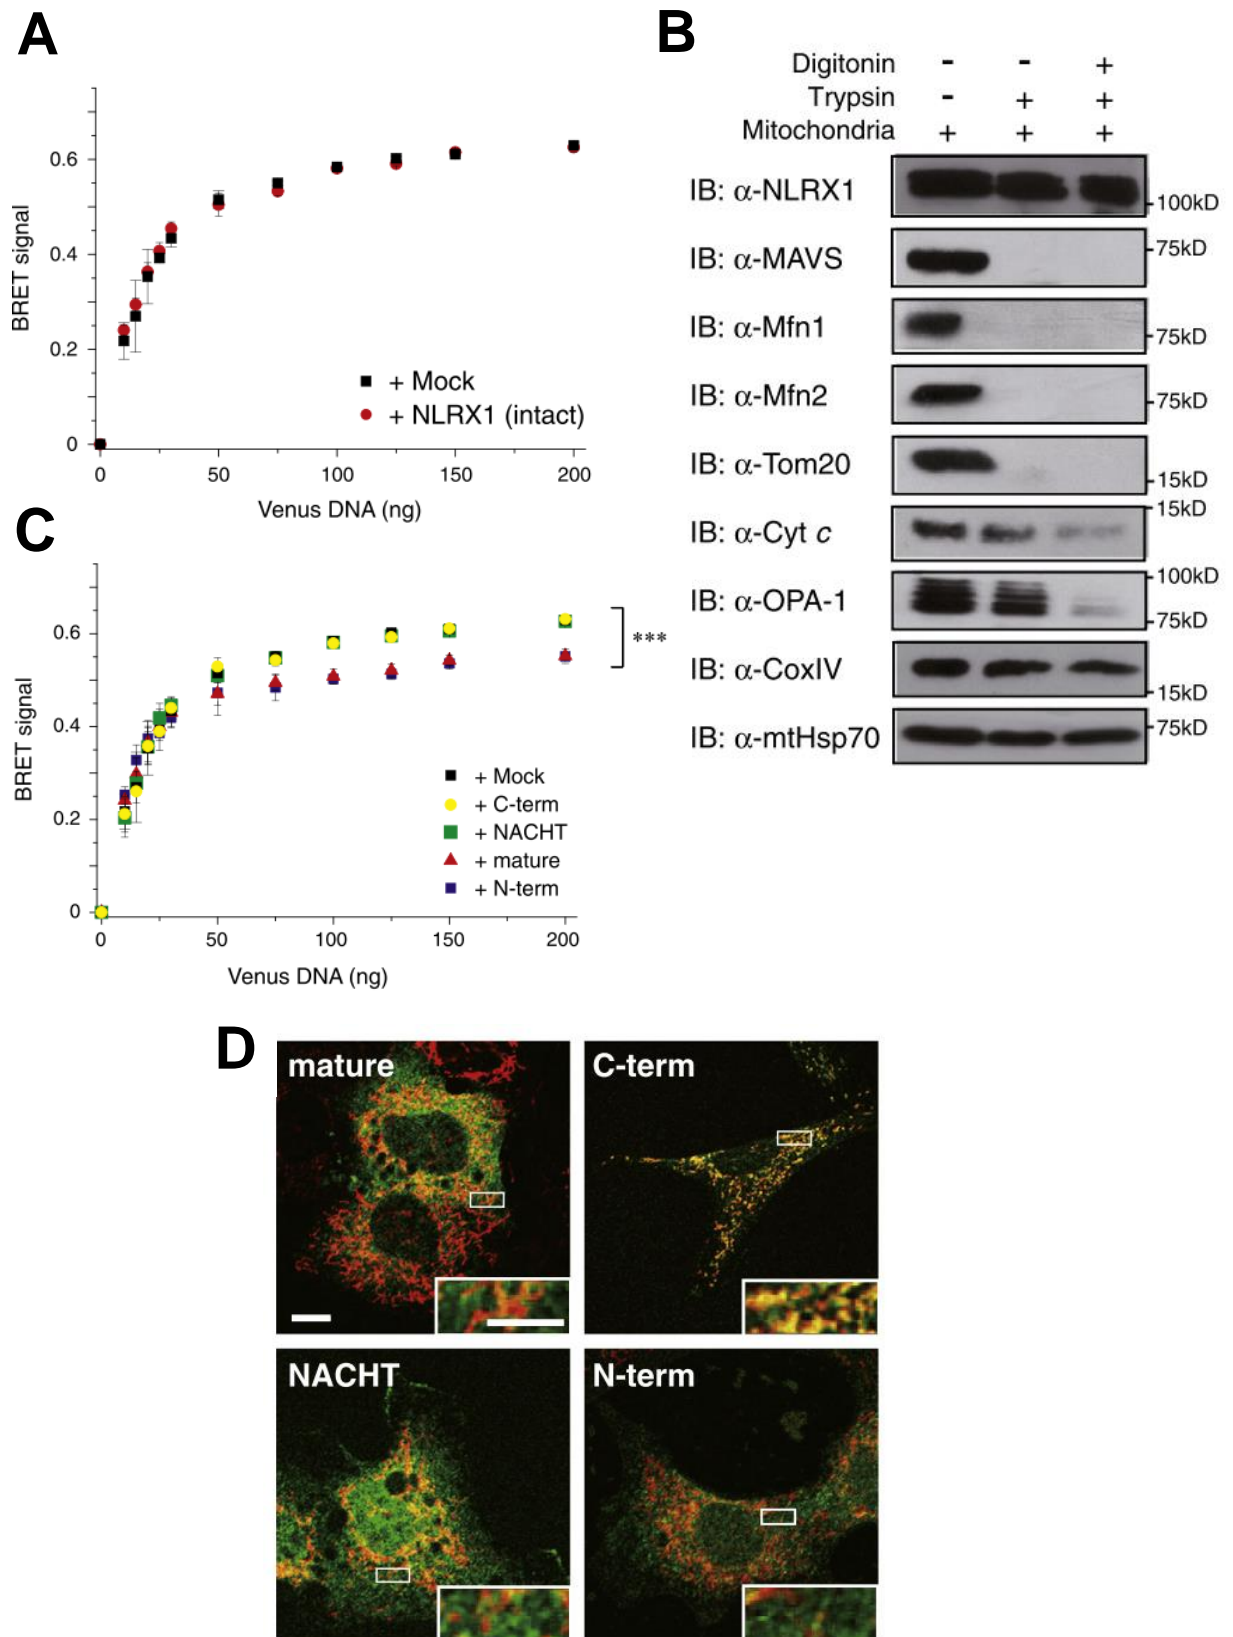 A
0.6
0.4
0.2
0
BRET signal
+ Mock
+ NLRX1 (intact)
0 50 100 150 200
Venus DNA (ng)
B
Digitonin - - +
Trypsin - + +
Mitochondria + + +
IB: α-NLRX1 100kD
IB: α-MAVS 75kD
IB: α-Mfn1 75kD
IB: α-Mfn2 75kD
IB: α-Tom20 15kD
IB: α-Cyt c 15kD
IB: α-OPA-1 100kD
75kD
IB: α-CoxIV 15kD
IB: α-mtHsp70 75kD
C
0.6
0.4
0.2
0
BRET signal
***
+ Mock
+ C-term
+ NACHT
+ mature
+ N-term
0 50 100 150 200
Venus DNA (ng)
D
mature
C-term
NACHT
N-term